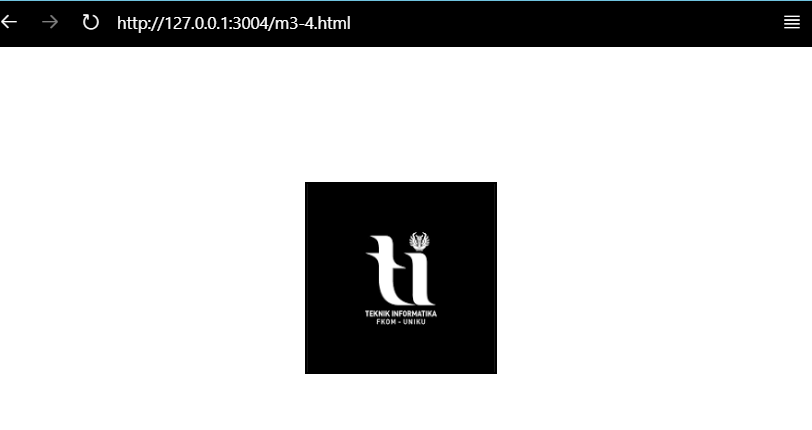 http://127.0.0.1:3004/m3-4.html
ti
TEKNIK INFORMATIKA
FKOM - UNIKU